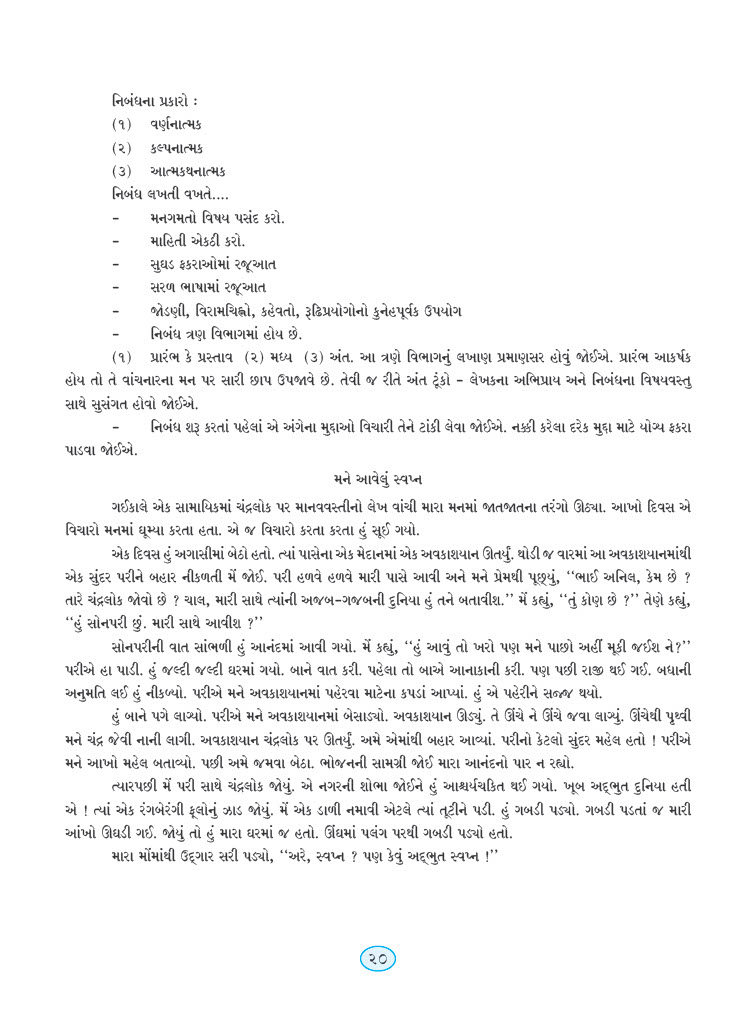 નિબંધના પ્રકારો :
(૧) વર્ણનાત્મક
(૨) કલ્પનાત્મક
(૩) આત્મકથનાત્મક
નિબંધ લખતી વખતે....
– મનગમતો વિષય પસંદ કરો.
– માહિતી એકઠી કરો.
– સુઘડ ફકરાઓમાં રજૂઆત
– સરળ ભાષામાં રજૂઆત
– જોડણી, વિરામચિહ્નો, કહેવતો, રૂઢિપ્રયોગોનો કુનેહપૂર્વક ઉપયોગ
– નિબંધ ત્રણ વિભાગમાં હોય છે.
(૧) પ્રારંભ કે પ્રસ્તાવ (૨) મધ્ય (૩) અંત. આ ત્રણે વિભાગનું લખાણ પ્રમાણસર હોવું જોઈએ. પ્રારંભ આકર્ષક
હોય તો તે વાંચનારના મન પર સારી છાપ ઉપજાવે છે. તેવી જ રીતે અંત ટૂંકો – લેખકના અભિપ્રાય અને નિબંધના વિષયવસ્તુ
સાથે સુસંગત હોવો જોઈએ.
– નિબંધ શરૂ કરતાં પહેલાં એ અંગેના મુદ્દાઓ વિચારી તેને ટાંકી લેવા જોઈએ. નક્કી કરેલા દરેક મુદ્દા માટે યોગ્ય ફકરા
પાડવા જોઈએ.
મને આવેલું સ્વપ્ન
ગઈકાલે એક સામાયિકમાં ચંદ્રલોક પર માનવવસ્તીનો લેખ વાંચી મારા મનમાં જાતજાતના તરંગો ઊઠ્યા. આખો દિવસ એ
વિચારો મનમાં ઘૂમ્યા કરતા હતા. એ જ વિચારો કરતા કરતા હું સૂઈ ગયો.
એક દિવસ હું અગાસીમાં બેઠો હતો. ત્યાં પાસેના એક મેદાનમાં એક અવકાશયાન ઊતર્યું. થોડી જ વારમાં આ અવકાશયાનમાંથી
એક સુંદર પરીને બહાર નીકળતી મેં જોઈ. પરી હળવે હળવે મારી પાસે આવી અને મને પ્રેમથી પૂછ્યું, ‘‘ભાઈ અનિલ, કેમ છે ?
તારે ચંદ્રલોક જોવો છે ? ચાલ, મારી સાથે ત્યાંની અજબ-ગજબની દુનિયા હું તને બતાવીશ.’’ મેં કહ્યું, ‘‘તું કોણ છે ?’’ તેણે કહ્યું,
‘‘હું સોનપરી છું. મારી સાથે આવીશ ?’’
સોનપરીની વાત સાંભળી હું આનંદમાં આવી ગયો. મેં કહ્યું, ‘‘હું આવું તો ખરો પણ મને પાછો અહીં મૂકી જઈશ ને?’’
પરીએ હા પાડી. હું જલ્દી જલ્દી ઘરમાં ગયો. બાને વાત કરી. પહેલા તો બાએ આનાકાની કરી. પણ પછી રાજી થઈ ગઈ. બધાની
અનુમતિ લઈ હું નીકળ્યો. પરીએ મને અવકાશયાનમાં પહેરવા માટેના કપડાં આપ્યાં. હું એ પહેરીને સજ્જ થયો.
હું બાને પગે લાગ્યો. પરીએ મને અવકાશયાનમાં બેસાડ્યો. અવકાશયાન ઊડ્યું. તે ઊંચે ને ઊંચે જવા લાગ્યું. ઊંચેથી પૃથ્વી
મને ચંદ્ર જેવી નાની લાગી. અવકાશયાન ચંદ્રલોક પર ઊતર્યું. અમે એમાંથી બહાર આવ્યાં. પરીનો કેટલો સુંદર મહેલ હતો ! પરીએ
મને આખો મહેલ બતાવ્યો. પછી અમે જમવા બેઠા. ભોજનની સામગ્રી જોઈ મારા આનંદનો પાર ન રહ્યો.
ત્યારપછી મેં પરી સાથે ચંદ્રલોક જોયું. એ નગરની શોભા જોઈને હું આશ્ચર્યચકિત થઈ ગયો. ખૂબ અદ્ભુત દુનિયા હતી
એ ! ત્યાં એક રંગબેરંગી ફૂલોનું ઝાડ જોયું. મેં એક ડાળી નમાવી એટલે ત્યાં તૂટીને પડી. હું ગબડી પડ્યો. ગબડી પડતાં જ મારી
આંખો ઊઘડી ગઈ. જોયું તો હું મારા ઘરમાં જ હતો. ઊંઘમાં પલંગ પરથી ગબડી પડ્યો હતો.
મારા મોંમાંથી ઉદ્ગાર સરી પડ્યો, ‘‘અરે, સ્વપ્ન ? પણ કેવું અદ્ભુત સ્વપ્ન !’’
૨૦